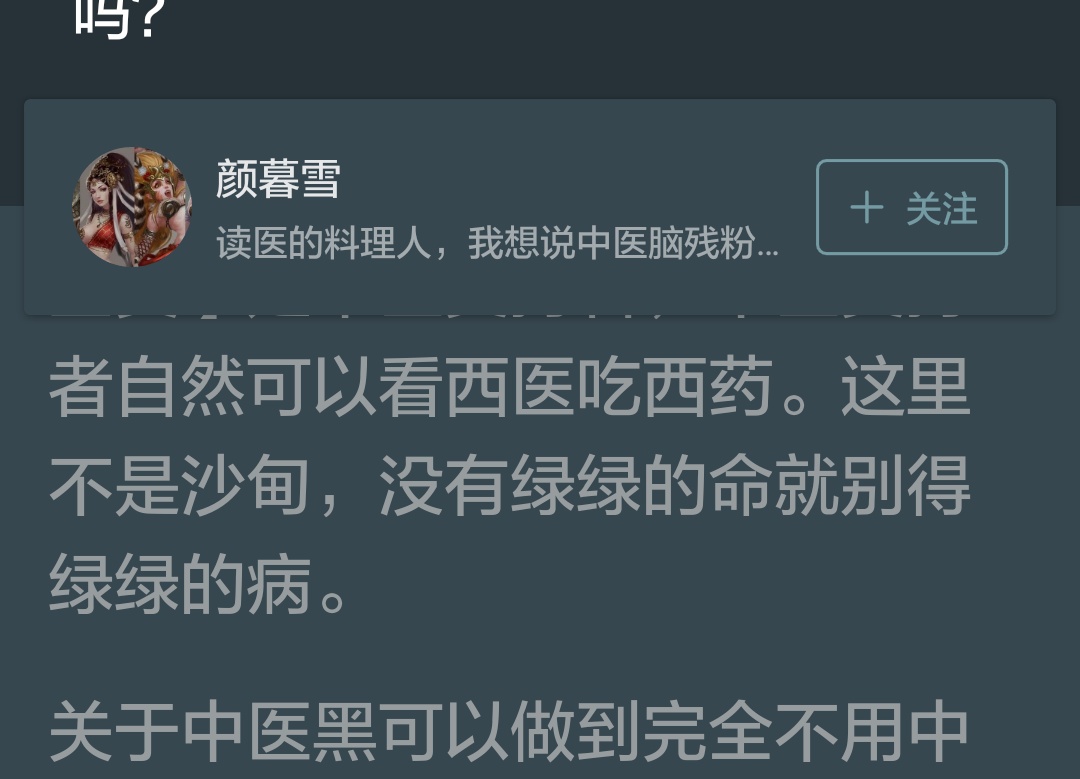 吗？
颜暮雪
读医的料理人，我想说中医脑残粉...
＋ 关注
者自然可以看西医吃西药。这里
不是沙甸，没有绿绿的命就别得
绿绿的病。
关于中医黑可以做到完全不用中